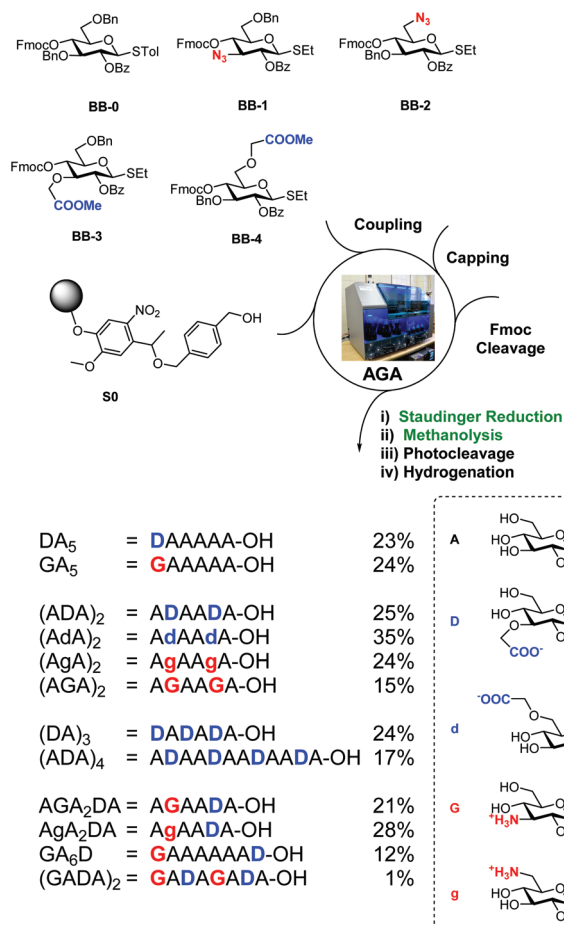 OBn
OBn
N3
FmocO
O
STol
BnO
OBz
FmocO
O
SEt
N3
OBz
FmocO
O
SEt
BnO
OBz
BB-0
BB-1
BB-2
OBn
FmocO
O
SEt
O
OBz
COOMe
COOMe
O
FmocO
O
SEt
BnO
OBz
BB-3
BB-4
Coupling
Capping
Fmoc
Cleavage
AGA
NO2
OH
O
O
O
S0
i) Staudinger Reduction
ii) Methanolysis
iii) Photocleavage
iv) Hydrogenation
DA5 = DAAAAA-OH 23%
GA5 = GAAAAA-OH 24%
(ADA)2 = ADAADA-OH 25%
(AdA)2 = AdAAdA-OH 35%
(AgA)2 = AgAAgA-OH 24%
(AGA)2 = AGAAGA-OH 15%
(DA)3 = DADADA-OH 24%
(ADA)4 = ADAADAADAADA-OH 17%
AGA2DA = AGAADA-OH 21%
AgA2DA = AgAADA-OH 28%
GA6D = GAAAAAAD-OH 12%
(GADA)2 = GADAGADA-OH 1%
A
HO
HO
HO
O
D
HO
HO
O
O
COO-
d
-OOC
O
HO
HO
G
HO
HO
+H3N
O
g
+H3N
HO
HO
O